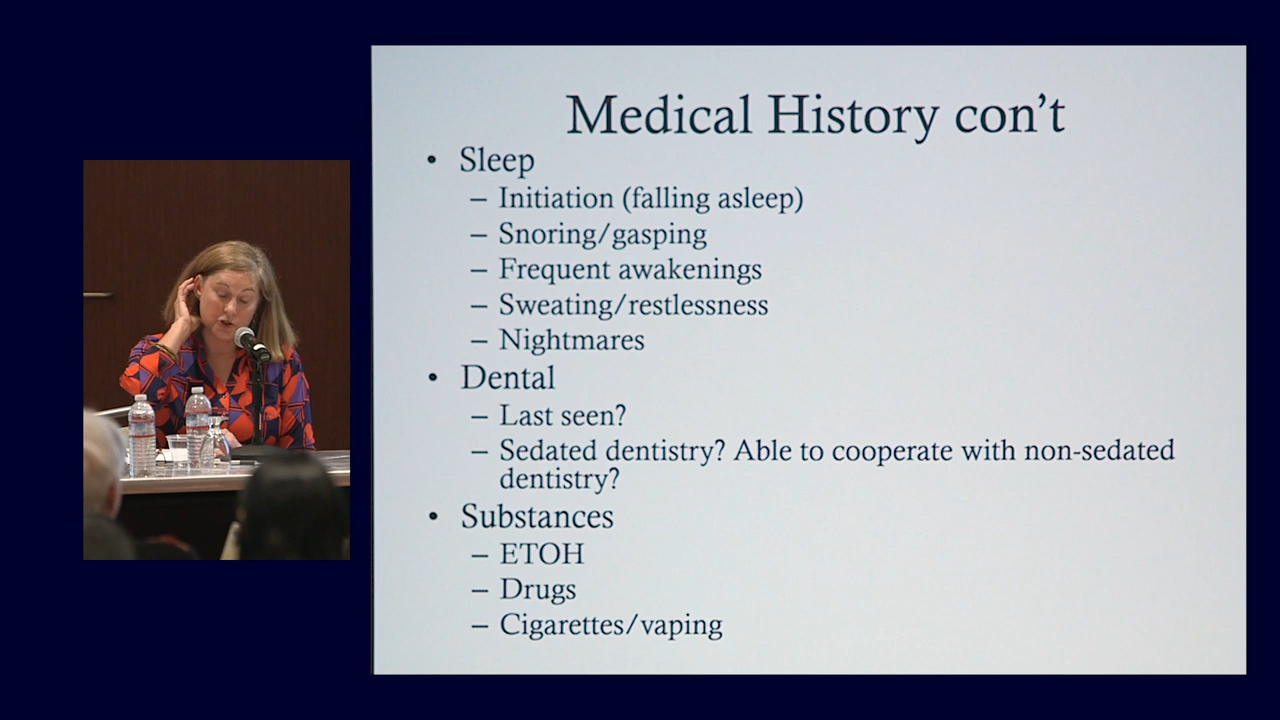 Medical History con't
• Sleep
– Initiation (falling asleep)
– Snoring/gasping
– Frequent awakenings
– Sweating/restlessness
– Nightmares
• Dental
– Last seen?
– Sedated dentistry? Able to cooperate with non-sedated
dentistry?
• Substances
– ETOH
– Drugs
– Cigarettes/vaping